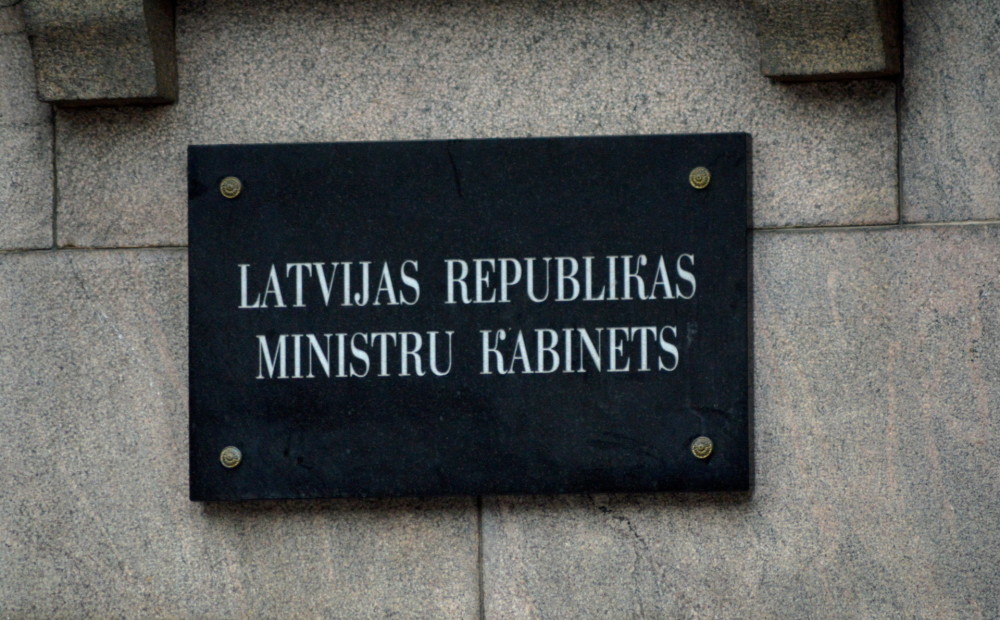 LATVIJAS REPUBLIKAS
MINISTRU KABINETS